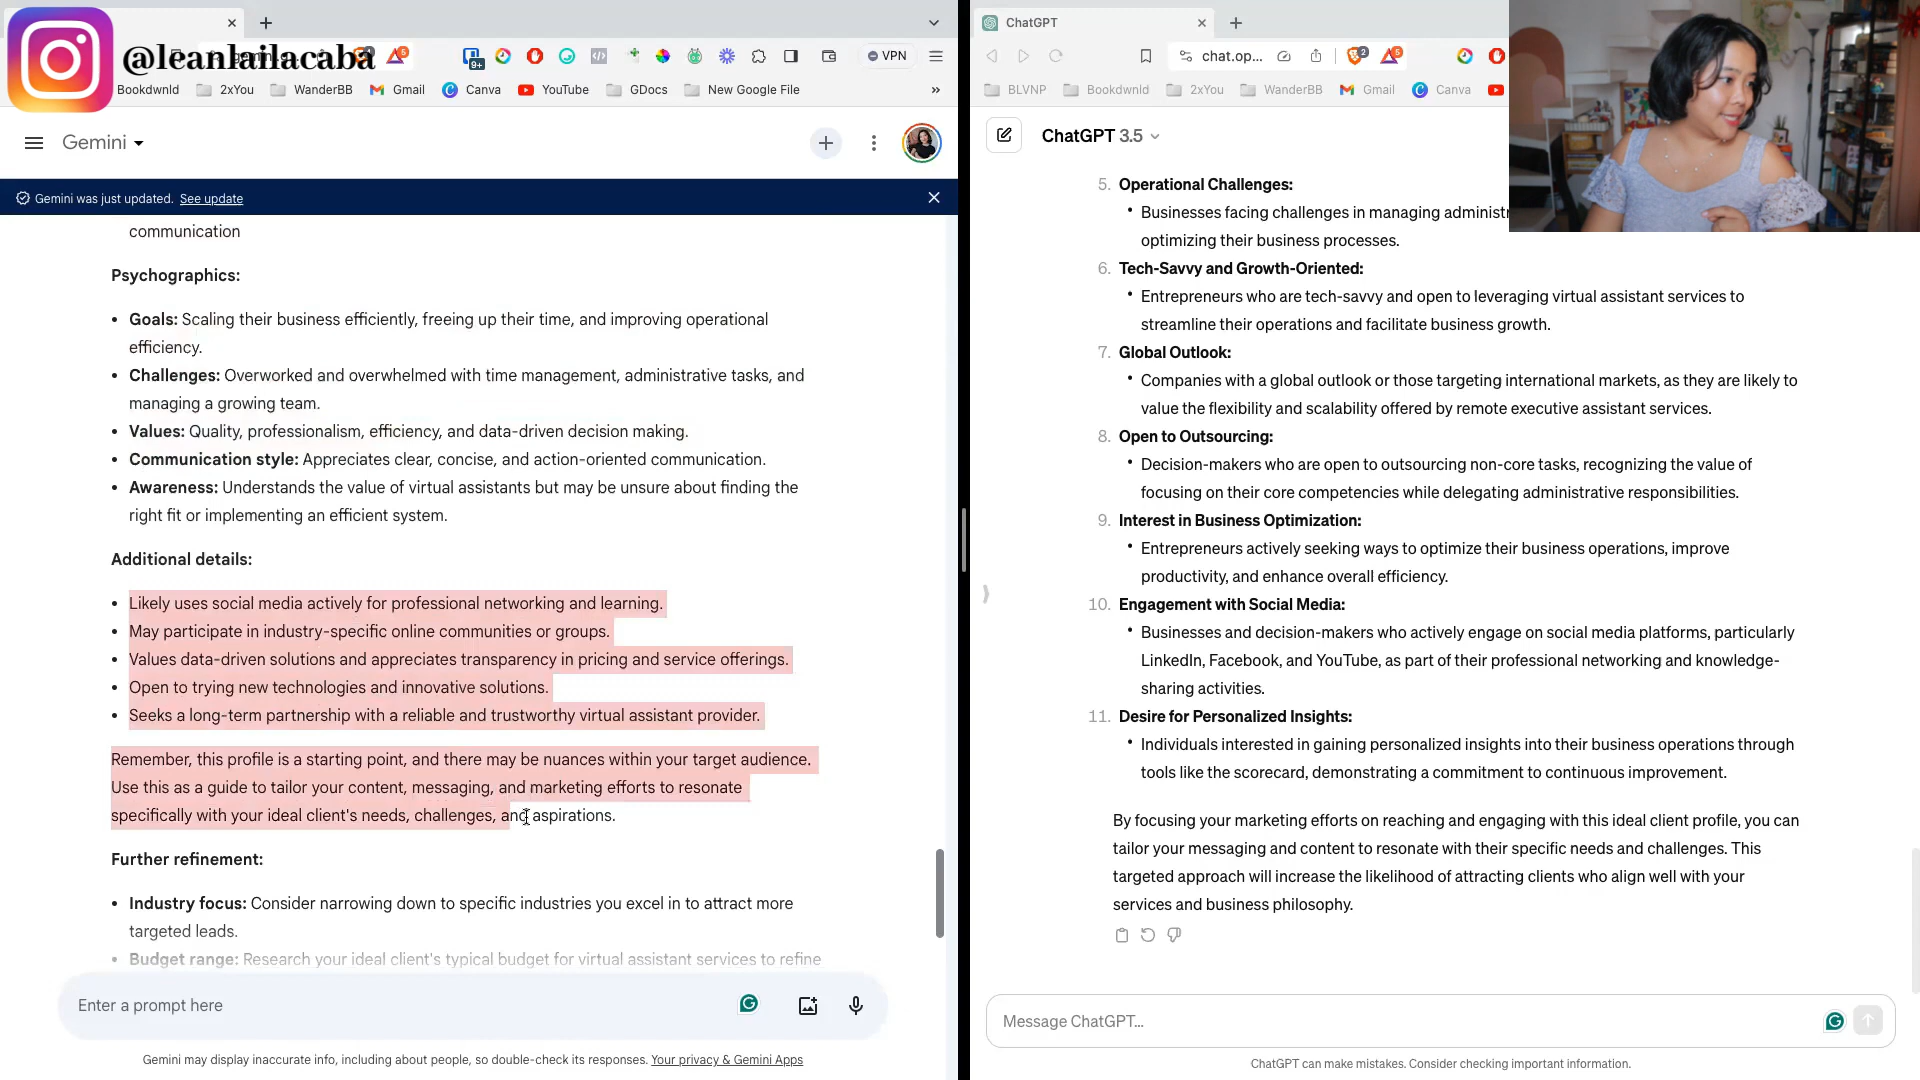 @leahailacaba
9+
2
5
VPN
Bookdwnld
2xYou
WanderBB
Gmail
Canva
YouTube
GDocs
New Google File
»
Gemini
Gemini was just updated. See update
communication
Psychographics:
• Goals: Scaling their business efficiently, freeing up their time, and improving operational
efficiency.
• Challenges: Overworked and overwhelmed with time management, administrative tasks, and
managing a growing team.
• Values: Quality, professionalism, efficiency, and data-driven decision making.
• Communication style: Appreciates clear, concise, and action-oriented communication.
• Awareness: Understands the value of virtual assistants but may be unsure about finding the
right fit or implementing an efficient system.
Additional details:
• Likely uses social media actively for professional networking and learning.
• May participate in industry-specific online communities or groups.
• Values data-driven solutions and appreciates transparency in pricing and service offerings.
• Open to trying new technologies and innovative solutions.
• Seeks a long-term partnership with a reliable and trustworthy virtual assistant provider.
Remember, this profile is a starting point, and there may be nuances within your target audience.
Use this as a guide to tailor your content, messaging, and marketing efforts to resonate
specifically with your ideal client's needs, challenges, and aspirations.
Further refinement:
• Industry focus: Consider narrowing down to specific industries you excel in to attract more
targeted leads.
• Budget range: Research your ideal client's typical budget for virtual assistant services to refine
Enter a prompt here
Gemini may display inaccurate info, including about people, so double-check its responses. Your privacy & Gemini Apps
ChatGPT
chat.op...
2
5
BLVNP
Bookdwnld
2xYou
WanderBB
Gmail
Canva
ChatGPT 3.5
5. Operational Challenges:
• Businesses facing challenges in managing administr
optimizing their business processes.
6. Tech-Savvy and Growth-Oriented:
• Entrepreneurs who are tech-savvy and open to leveraging virtual assistant services to
streamline their operations and facilitate business growth.
7. Global Outlook:
• Companies with a global outlook or those targeting international markets, as they are likely to
value the flexibility and scalability offered by remote executive assistant services.
8. Open to Outsourcing:
• Decision-makers who are open to outsourcing non-core tasks, recognizing the value of
focusing on their core competencies while delegating administrative responsibilities.
9. Interest in Business Optimization:
• Entrepreneurs actively seeking ways to optimize their business operations, improve
productivity, and enhance overall efficiency.
10. Engagement with Social Media:
• Businesses and decision-makers who actively engage on social media platforms, particularly
LinkedIn, Facebook, and YouTube, as part of their professional networking and knowledge-
sharing activities.
11. Desire for Personalized Insights:
• Individuals interested in gaining personalized insights into their business operations through
tools like the scorecard, demonstrating a commitment to continuous improvement.
By focusing your marketing efforts on reaching and engaging with this ideal client profile, you can
tailor your messaging and content to resonate with their specific needs and challenges. This
targeted approach will increase the likelihood of attracting clients who align well with your
services and business philosophy.
Message ChatGPT...
ChatGPT can make mistakes. Consider checking important information.